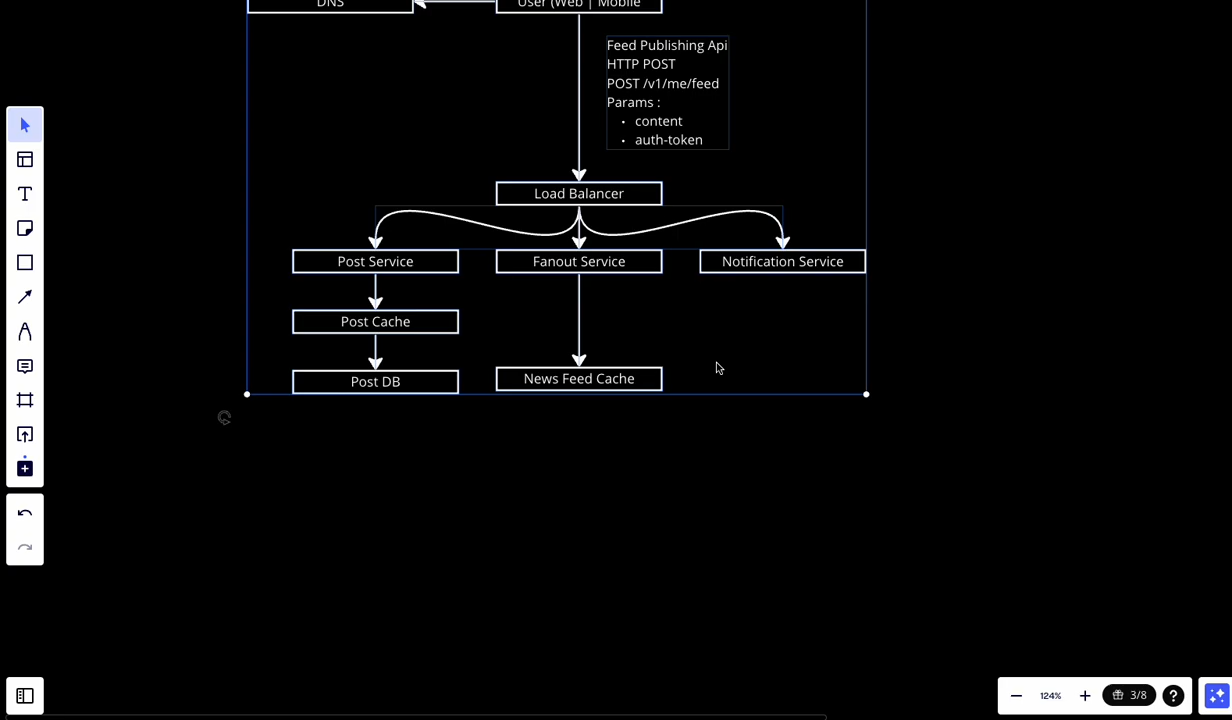 DNS
User (Web | Mobile
Feed Publishing Api
HTTP POST
POST /v1/me/feed
Params :
• content
• auth-token
Load Balancer
Post Service
Fanout Service
Notification Service
Post Cache
Post DB
News Feed Cache
124%
3/8